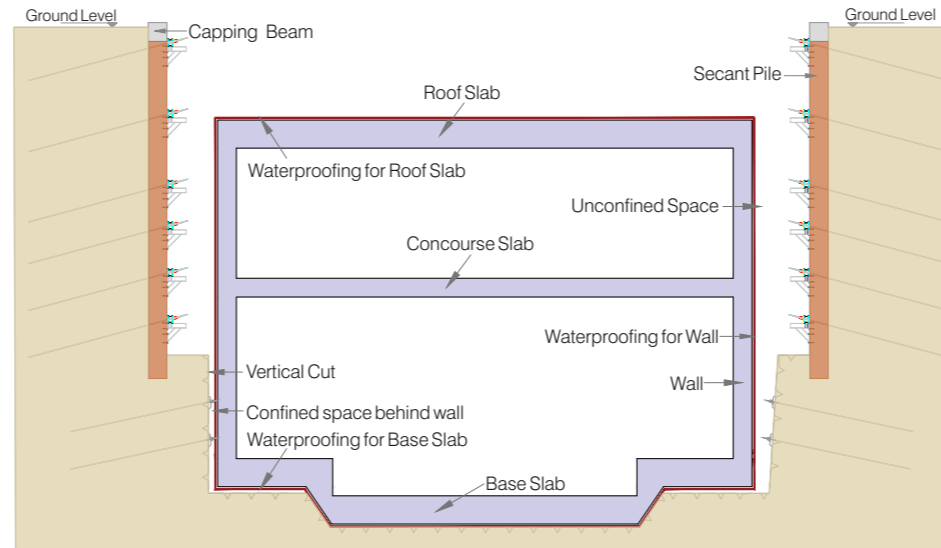 Ground Level
Ground Level
Capping Beam
Secant Pile
Roof Slab
Waterproofing for Roof Slab
Unconfined Space
Concourse Slab
Waterproofing for Wall
Vertical Cut
Wall
Confined space behind wall
Waterproofing for Base Slab
Base Slab